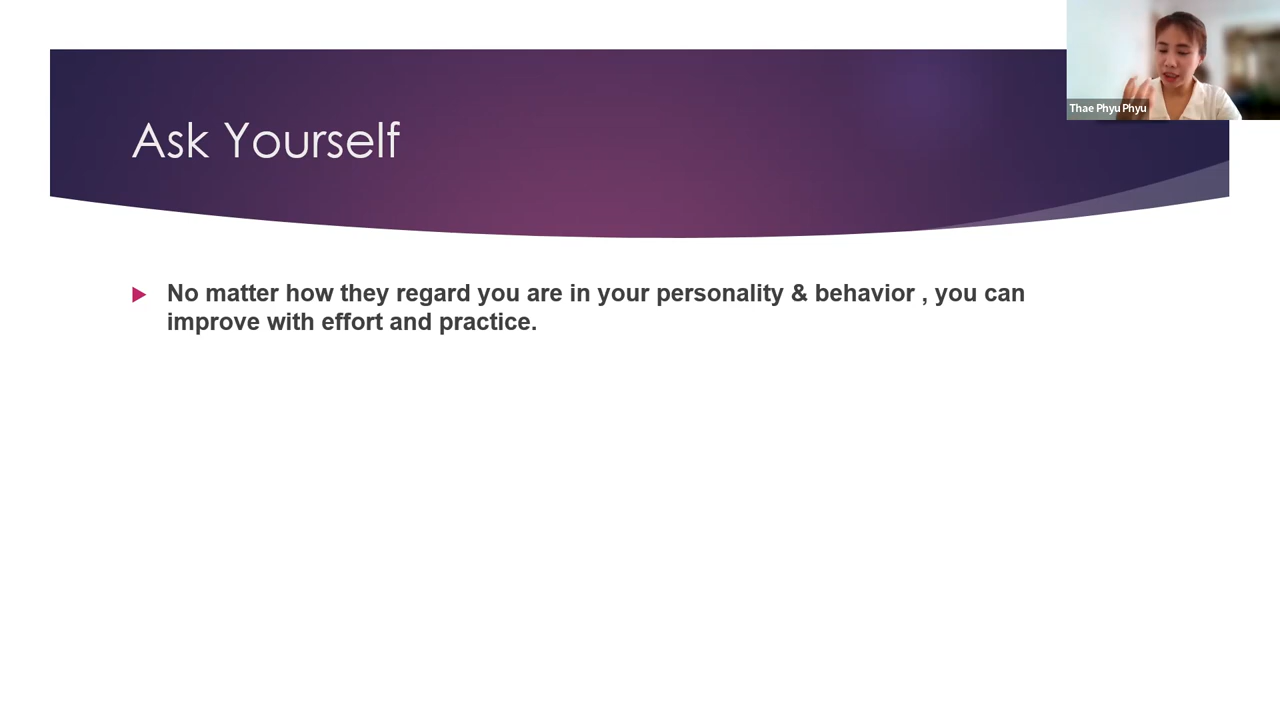 Thae Phyu Phyu
Ask Yourself
No matter how they regard you are in your personality & behavior , you can
improve with effort and practice.